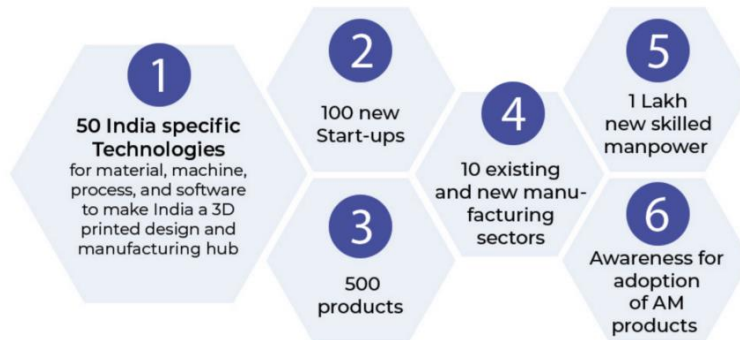 1
50 India specific
Technologies
for material, machine,
process, and software
to make India a 3D
printed design and
manufacturing hub
2
100 new
Start-ups
3
500
products
4
10 existing
and new manu-
facturing
sectors
5
1 Lakh
new skilled
manpower
6
Awareness for
adoption
of AM
products